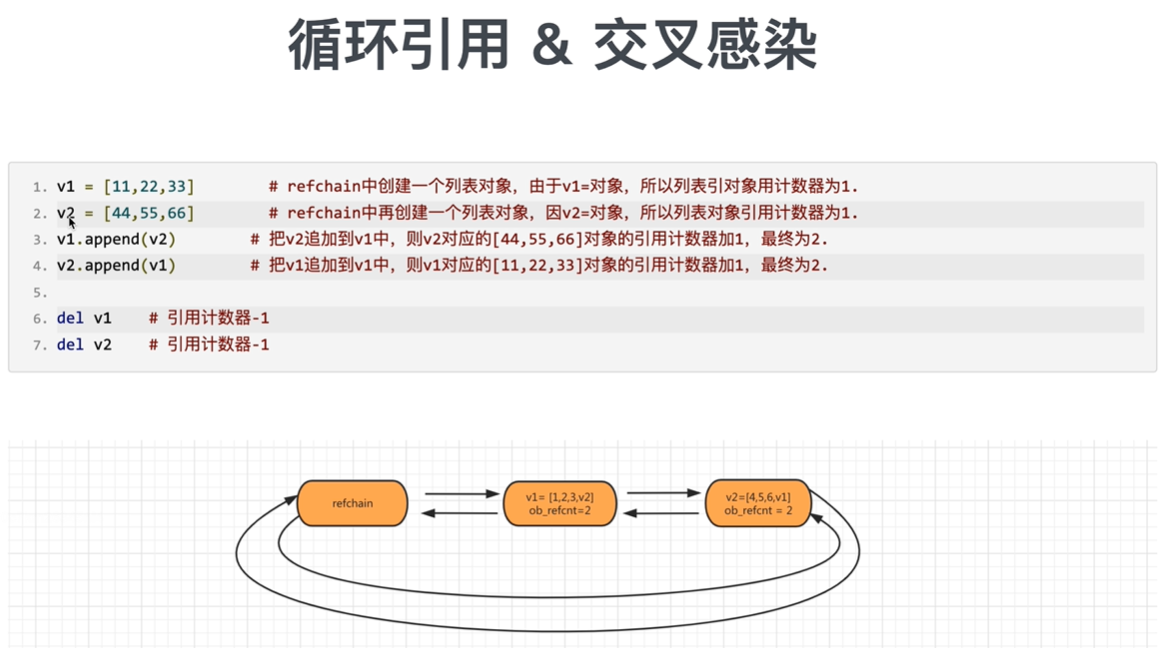 循环引用 & 交叉感染
1. v1 = [11,22,33] # refchain中创建一个列表对象，由于v1=对象，所以列表引对象用计数器为1.
2. v2 = [44,55,66] # refchain中再创建一个列表对象，因v2=对象，所以列表对象引用计数器为1.
3. v1.append(v2) # 把v2追加到v1中，则v2对应的[44,55,66]对象的引用计数器加1，最终为2.
4. v2.append(v1) # 把v1追加到v1中，则v1对应的[11,22,33]对象的引用计数器加1，最终为2.
5.
6. del v1 # 引用计数器-1
7. del v2 # 引用计数器-1
refchain
v1= [1,2,3,v2]
ob_refcnt=2
v2=[4,5,6,v1]
ob_refcnt = 2